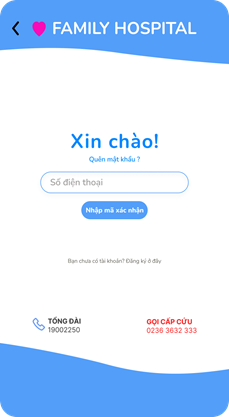 FAMILY HOSPITAL
Xin chào!
Quên mật khẩu ?
Số điện thoại
Nhập mã xác nhận
Bạn chưa có tài khoản? Đăng ký ở đây
TỔNG ĐÀI
19002250
GỌI CẤP CỨU
0236 3632 333